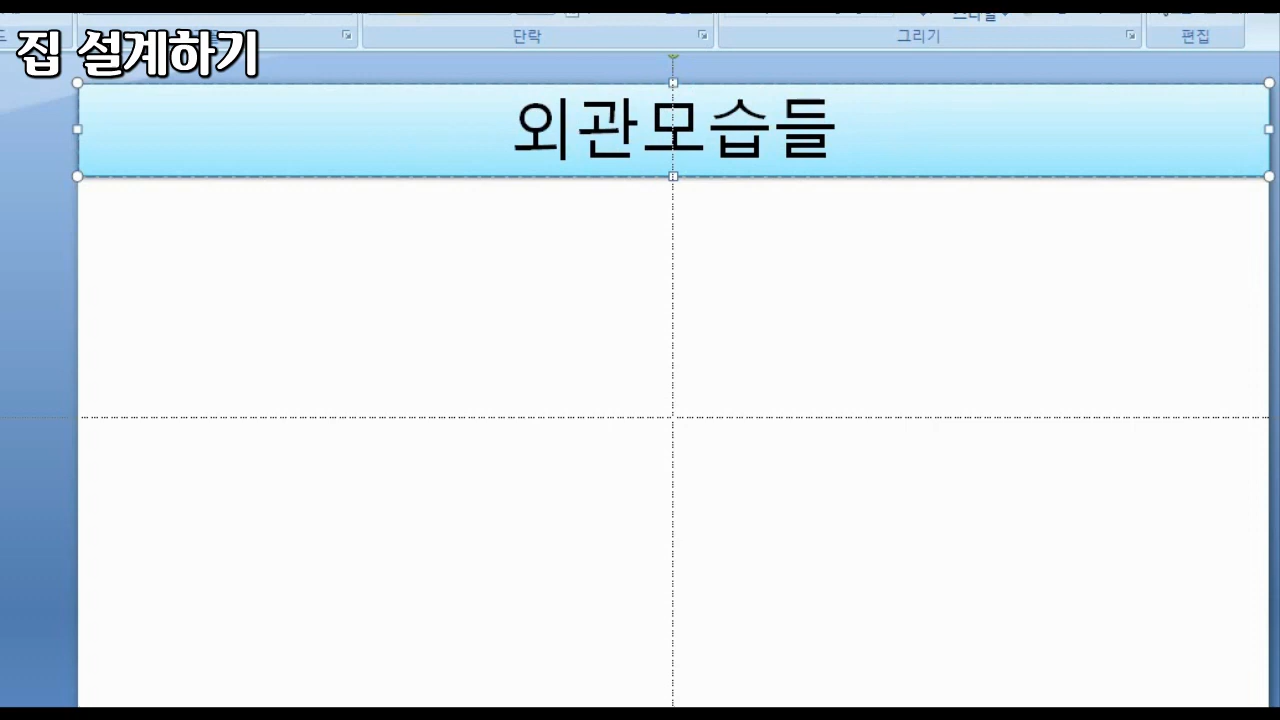 집 설계하기
단락
그리기
편집
외관모습들